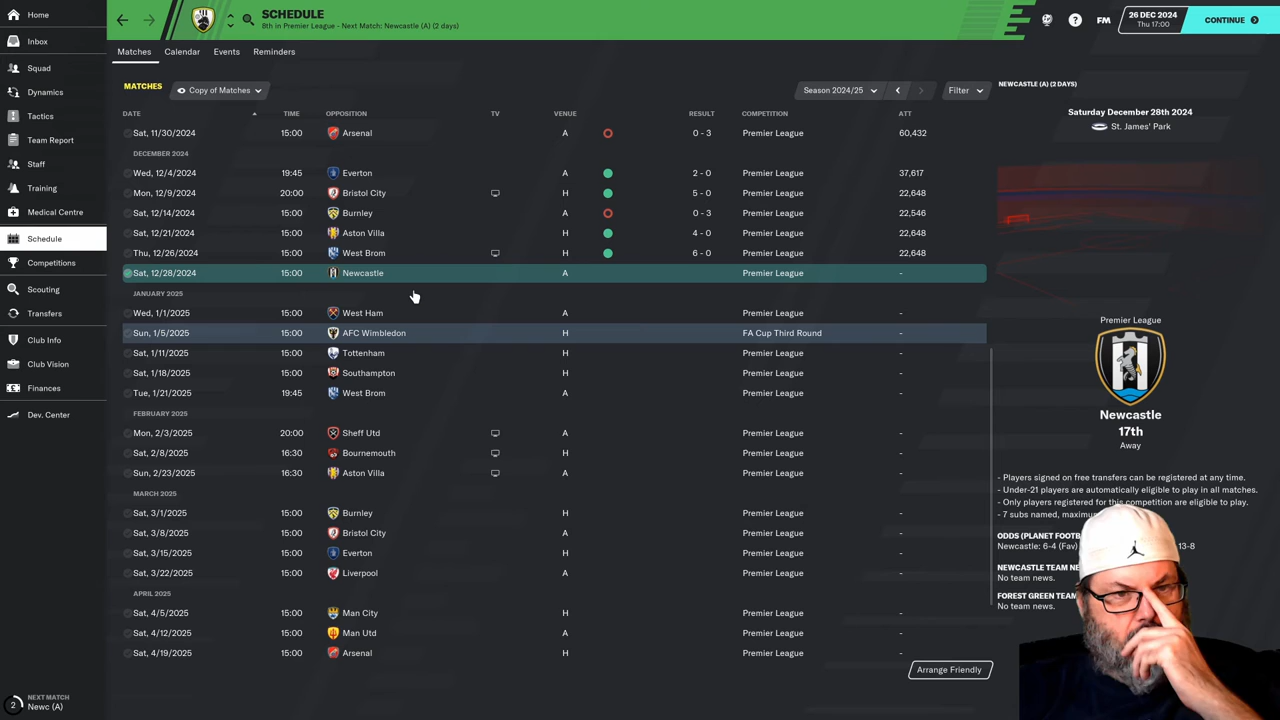 Home
Inbox
Squad
Dynamics
Tactics
Team Report
Staff
Training
Medical Centre
Schedule
Competitions
Scouting
Transfers
Club Info
Club Vision
Finances
Dev. Center
2 NEXT MATCH
Newc (A)
SCHEDULE
8th in Premier League - Next Match: Newcastle (A) (2 days)
? FM 26 DEC 2024
Thu 17:00
CONTINUE
Matches Calendar Events Reminders
MATCHES Copy of Matches Season 2024/25 Filter
DATE TIME OPPOSITION TV VENUE RESULT COMPETITION ATT
Sat, 11/30/2024 15:00 Arsenal A 0 - 3 Premier League 60,432
DECEMBER 2024
Wed, 12/4/2024 19:45 Everton A 2 - 0 Premier League 37,617
Mon, 12/9/2024 20:00 Bristol City H 5 - 0 Premier League 22,648
Sat, 12/14/2024 15:00 Burnley A 0 - 3 Premier League 22,546
Sat, 12/21/2024 15:00 Aston Villa H 4 - 0 Premier League 22,648
Thu, 12/26/2024 15:00 West Brom H 6 - 0 Premier League 22,648
Sat, 12/28/2024 15:00 Newcastle A Premier League -
JANUARY 2025
Wed, 1/1/2025 15:00 West Ham A Premier League -
Sun, 1/5/2025 15:00 AFC Wimbledon H FA Cup Third Round -
Sat, 1/11/2025 15:00 Tottenham H Premier League -
Sat, 1/18/2025 15:00 Southampton H Premier League -
Tue, 1/21/2025 19:45 West Brom A Premier League -
FEBRUARY 2025
Mon, 2/3/2025 20:00 Sheff Utd A Premier League -
Sat, 2/8/2025 16:30 Bournemouth H Premier League -
Sun, 2/23/2025 16:30 Aston Villa A Premier League -
MARCH 2025
Sat, 3/1/2025 15:00 Burnley H Premier League -
Sat, 3/8/2025 15:00 Bristol City A Premier League -
Sat, 3/15/2025 15:00 Everton H Premier League -
Sat, 3/22/2025 15:00 Liverpool A Premier League -
APRIL 2025
Sat, 4/5/2025 15:00 Man City H Premier League -
Sat, 4/12/2025 15:00 Man Utd A Premier League -
Sat, 4/19/2025 15:00 Arsenal H Premier League -
Arrange Friendly
NEWCASTLE (A) (2 DAYS)
Saturday December 28th 2024
St. James' Park
Premier League
Newcastle
17th
Away
- Players signed on free transfers can be registered at any time.
- Under-21 players are automatically eligible to play in all matches.
- Only players registered for this competition are eligible to play.
- 7 subs named,
ODDS (PLANET
Newcastle: 6-4 (Fav) 13-8
NEWCASTLE TEAM
No team news.
FOREST GREEN TEAM
No team news.